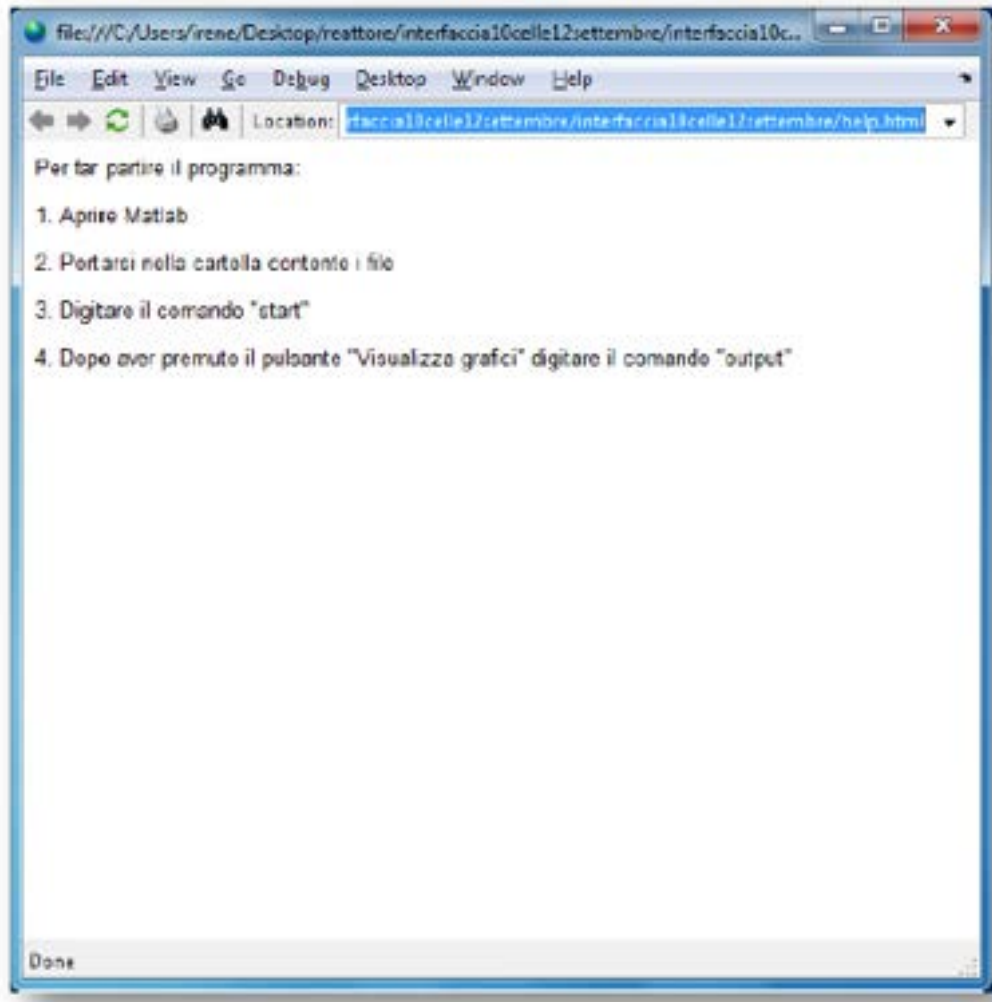 file:///C:/Users/irene/Desktop/reattore/interfaccia10celle12settembre/interfaccia10c...
File Edit View Go Debug Desktop Window Help
Location: rfaccia10celle12settembre/interfaccia10celle12settembre/help.html
Per far partire il programma:
1. Aprire Matlab
2. Portarsi nella cartella contente i file
3. Digitare il comando "start"
4. Dopo aver premuto il pulsante "Visualizza grafci" digitare il comando "output"
Done